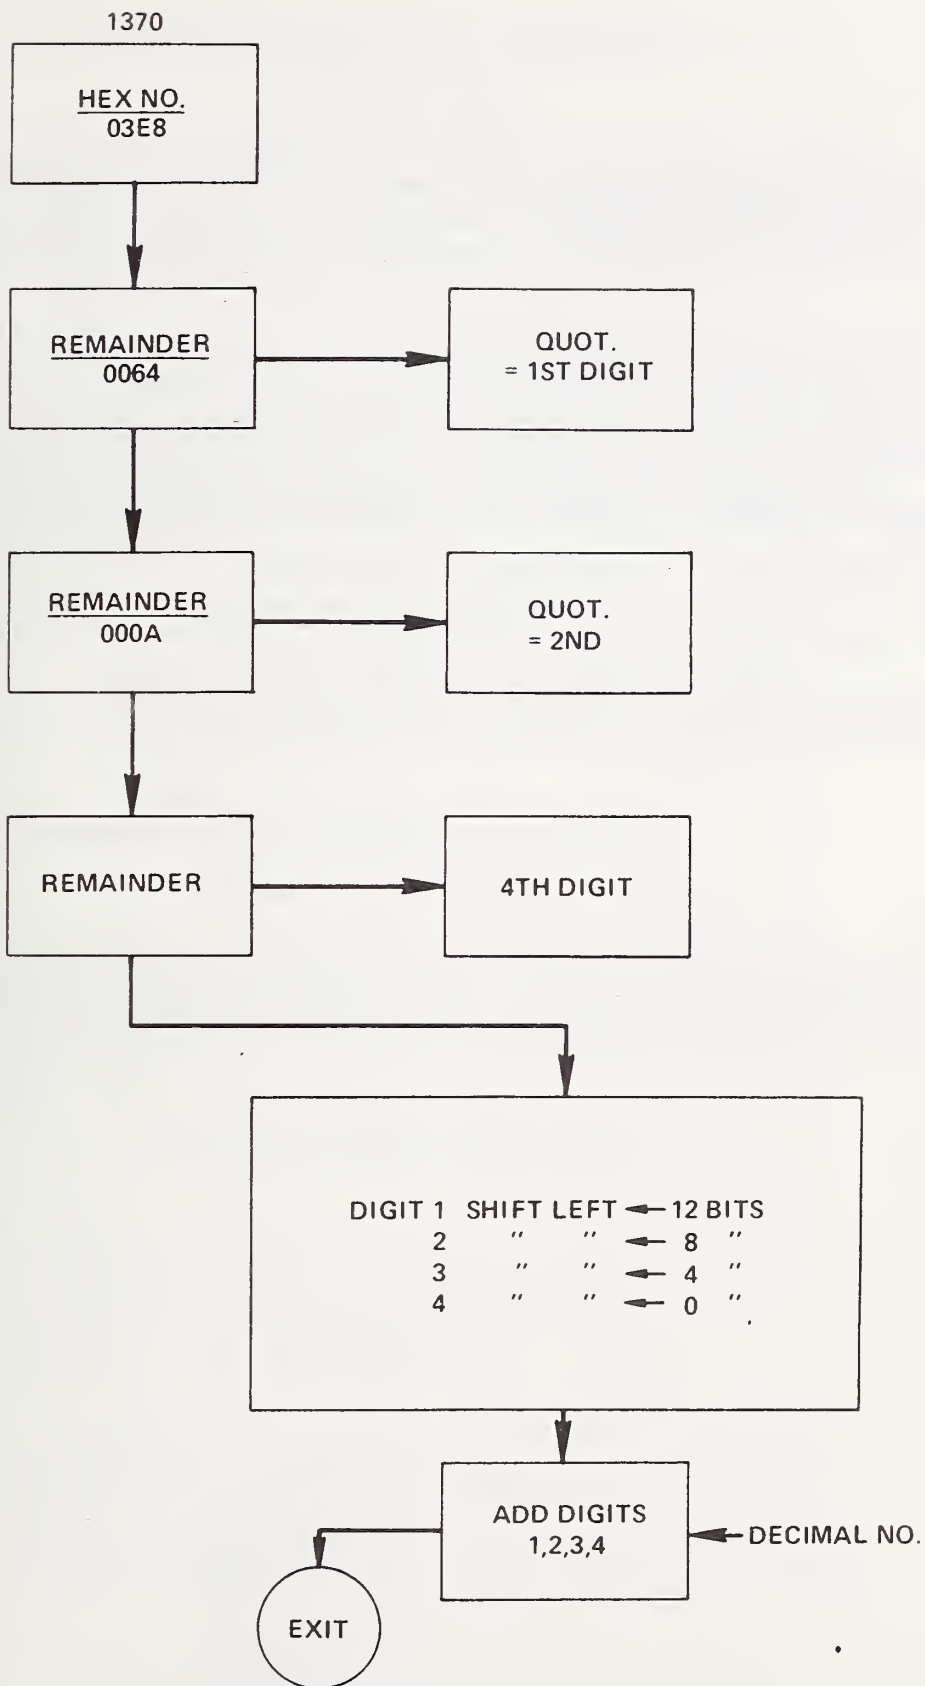 1370
HEX NO.
03E8
REMAINDER
0064
QUOT.
= 1ST DIGIT
REMAINDER
000A
QUOT.
= 2ND
REMAINDER
4TH DIGIT
DIGIT 1 SHIFT LEFT ← 12 BITS
2 " " ← 8 "
3 " " ← 4 "
4 " " ← 0 "
ADD DIGITS
1,2,3,4
DECIMAL NO.
EXIT